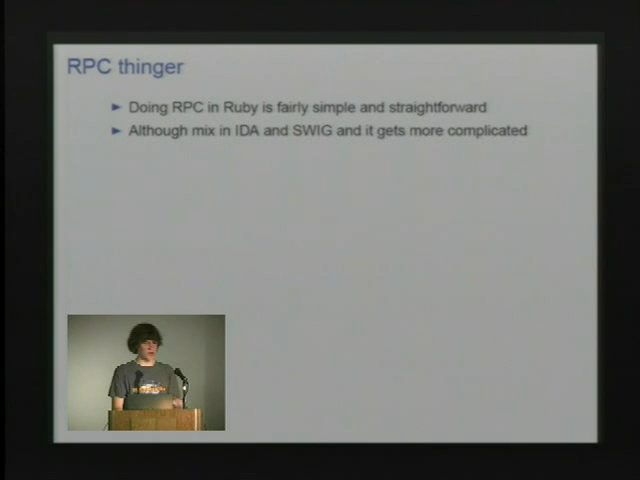 RPC thinger
Doing RPC in Ruby is fairly simple and straightforward
Although mix in IDA and SWIG and it gets more complicated